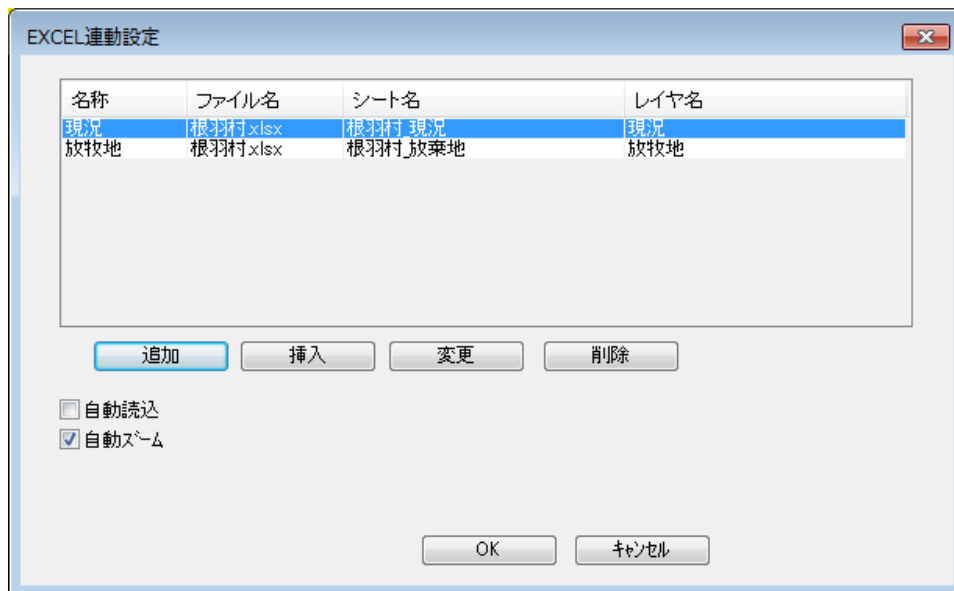 EXCEL連動設定
名称 ファイル名 シート名 レイヤ名
現況 根羽村.xlsx 根羽村_現況 現況
放牧地 根羽村.xlsx 根羽村_放棄地 放牧地
追加 挿入 変更 削除
自動読込
自動ズーム
OK キャンセル